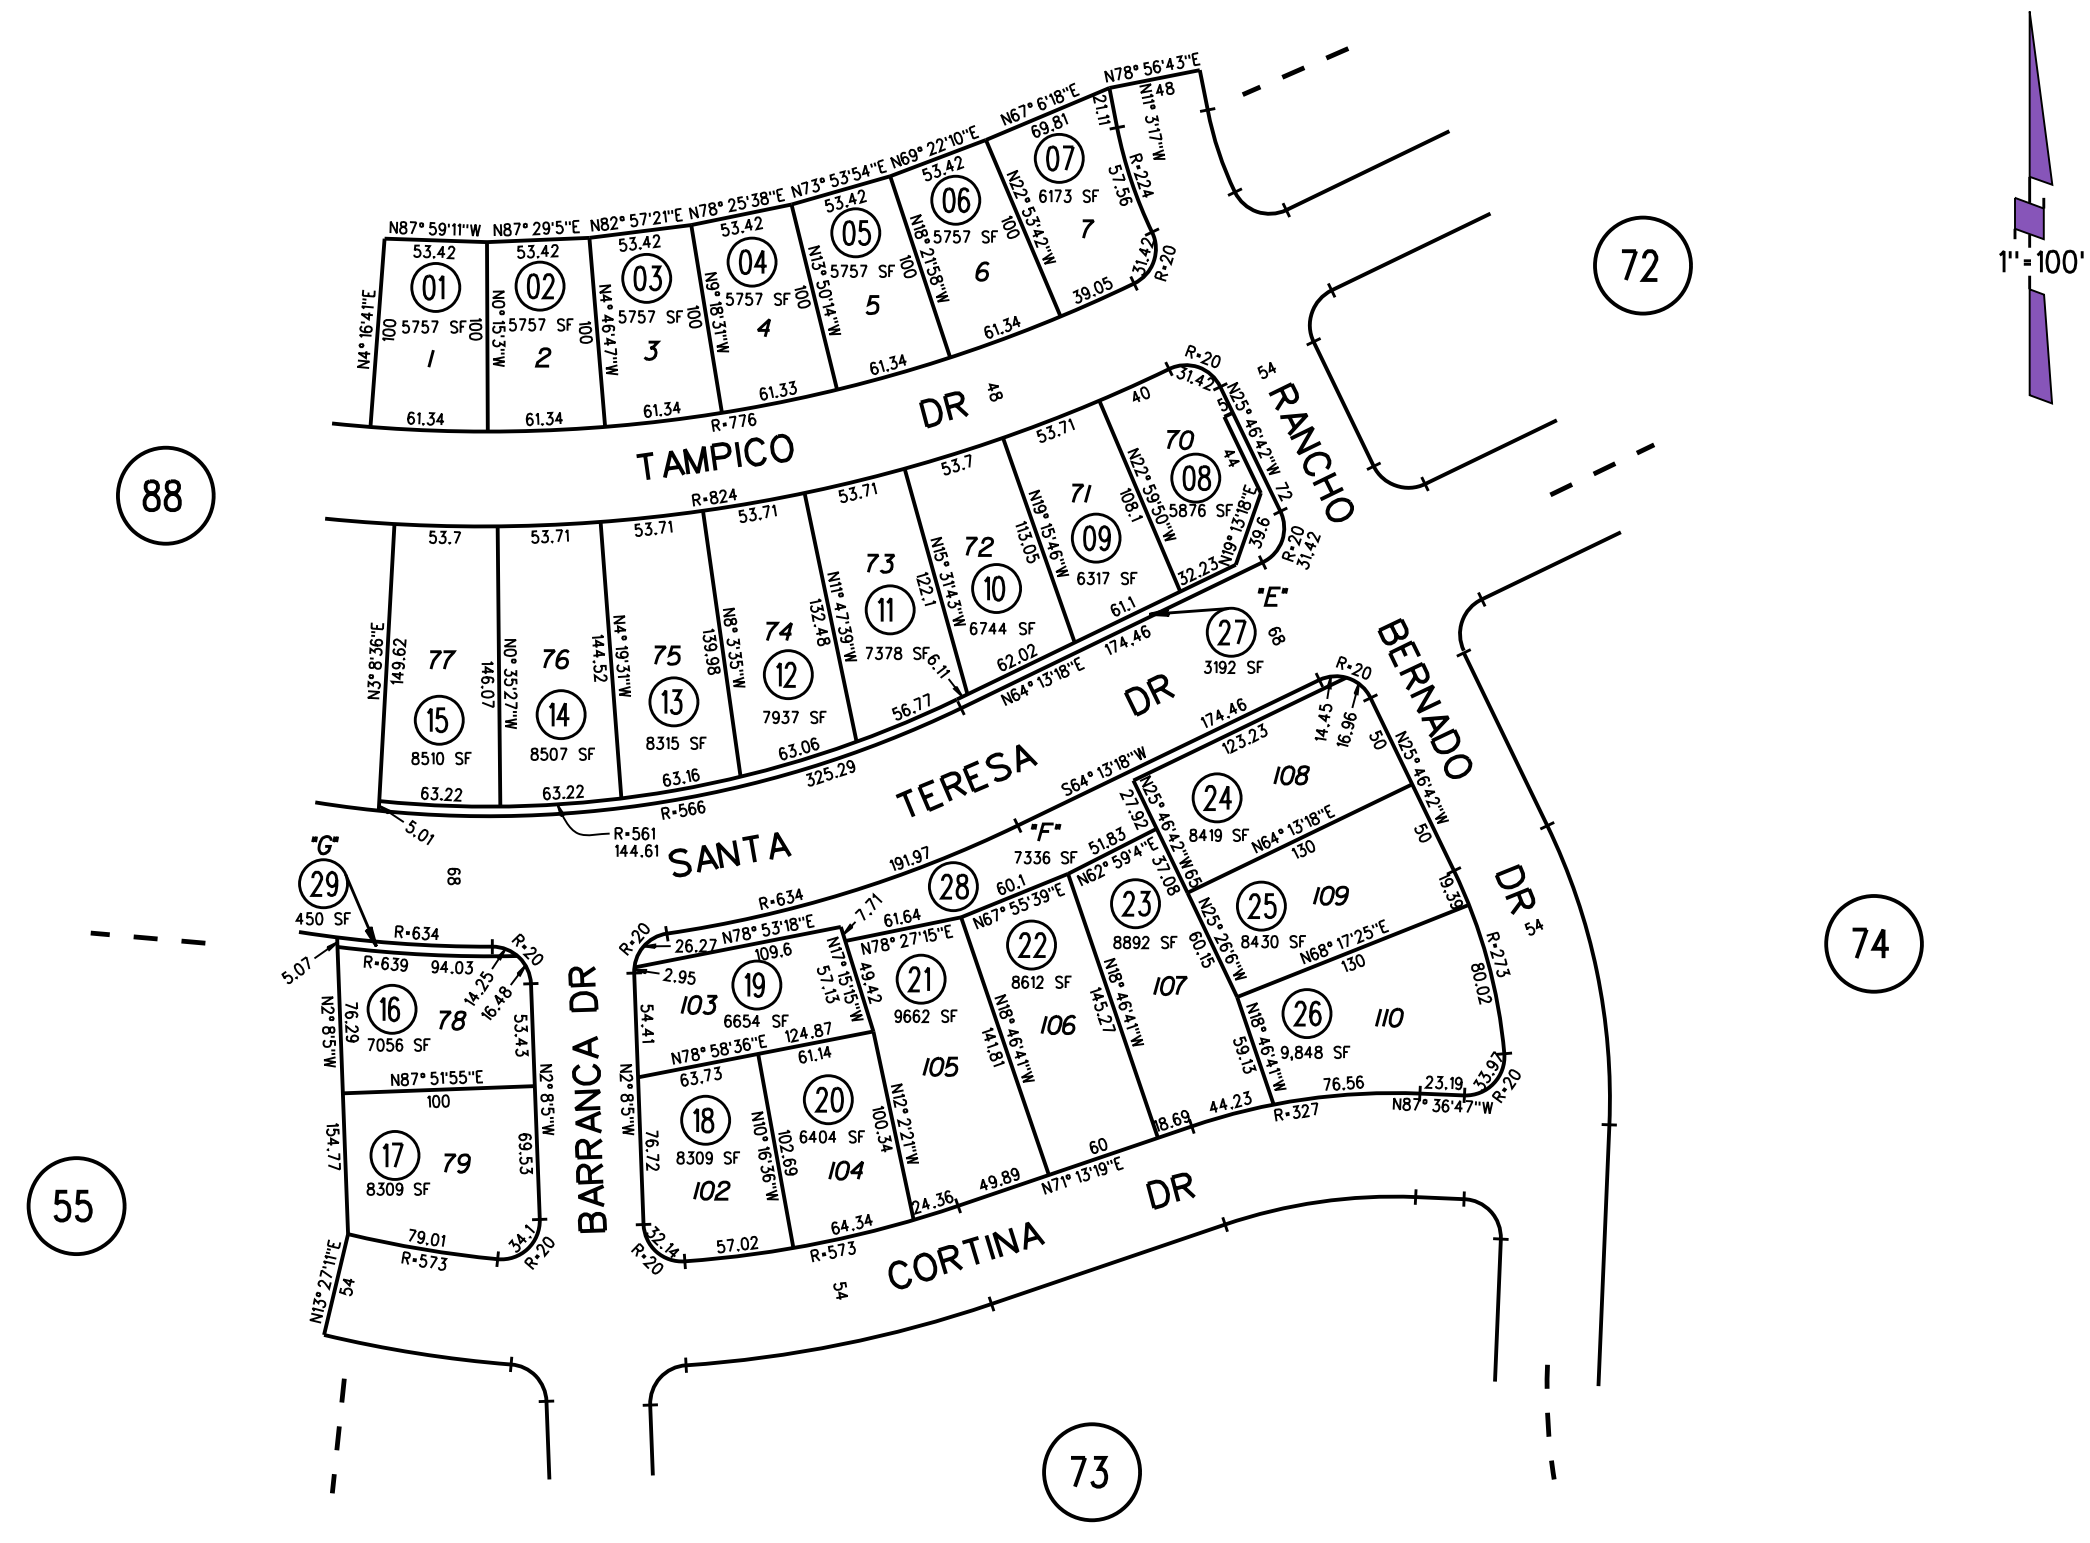 N78° 56'43"E
48
N11° 3'17"W
N67° 6'18"E
69.81
21.11
07
6173 SF
7
R=224
57.56
31.42
R=20
39.05
N69° 22'10"E
53.42
06
5757 SF
6
N22° 53'42"W
100
61.34
N73° 53'54"E
53.42
05
5757 SF
5
N18° 21'58"W
100
61.34
N78° 25'38"E
53.42
04
5757 SF
4
N13° 50'14"W
100
61.33
N82° 57'21"E
53.42
03
5757 SF
3
N9° 18'31"W
100
61.34
N87° 29'5"E
53.42
02
5757 SF
2
N4° 46'47"W
100
61.34
N87° 59'11"W
53.42
01
5757 SF
1
N0° 15'3"W
100
61.34
N4° 16'41"E
100
R=776
TAMPICO DR
48
R=824
72
1"=100'
88
R=20
31.42
40
5
N25° 46'42"W
72
44
70
08
5876 SF
N19° 13'18"E
39.6
R=20
31.42
32.23
N22° 59'50"W
108.1
54
RANCHO
53.71
71
09
6317 SF
61.1
N19° 15'46"W
113.05
53.7
72
10
6744 SF
62.02
N15° 31'43"W
122.1
53.71
73
11
7378 SF
6.11
56.77
N11° 47'39"W
132.48
53.71
74
12
7937 SF
63.06
N8° 3'35"W
139.98
53.71
75
13
8315 SF
63.16
N4° 19'31"W
144.52
53.71
76
14
8507 SF
63.22
N0° 35'27"W
146.07
53.7
77
15
8510 SF
63.22
N3° 8'36"E
149.62
5.01
R=561
144.61
R=566
325.29
N64° 13'18"E
174.46
"E"
27
3192 SF
68
SANTA TERESA DR
68
BERNADO
DR
54
R=20
14.45
16.96
174.46
123.23
S64° 13'18"W
50
108
24
8419 SF
N25° 46'42"W
27.92
37.08
65
N25° 46'42"W
N64° 13'18"E
130
50
109
25
8430 SF
19.39
N68° 17'25"E
130
N25° 26'6"W
60.15
R=273
80.02
110
26
9,848 SF
N18° 46'41"W
59.13
33.97
R=20
76.56
23.19
N87° 36'47"W
R=327
74
"F"
7336 SF
28
191.97
R=634
7.71
51.83
N62° 59'4"E
23
8892 SF
107
18.69
44.23
60.1
N67° 55'39"E
22
8612 SF
106
N18° 46'41"W
145.27
60
N71° 13'19"E
61.64
N78° 27'15"E
21
9662 SF
105
N18° 46'41"W
141.81
24.36
49.89
N17° 15'15"W
49.42
57.13
R=20
26.27
2.95
N78° 53'18"E
109.6
103
19
6654 SF
54.41
N78° 58'36"E
124.87
61.14
20
6404 SF
104
N12° 2'21"W
100.34
64.34
R=573
63.73
18
8309 SF
102
N10° 16'36"W
102.69
57.02
N2° 8'5"W
76.72
32.14
R=20
BARRANCA DR
"G"
29
450 SF
R=634
R=20
5.07
R=639
94.03
14.25
16.48
16
7056 SF
78
N2° 8'5"W
76.29
53.43
N87° 51'55"E
100
N2° 8'5"W
154.77
17
8309 SF
79
69.53
79.01
R=573
34.1
R=20
N13° 27'1"E
54
CORTINA DR
54
55
73